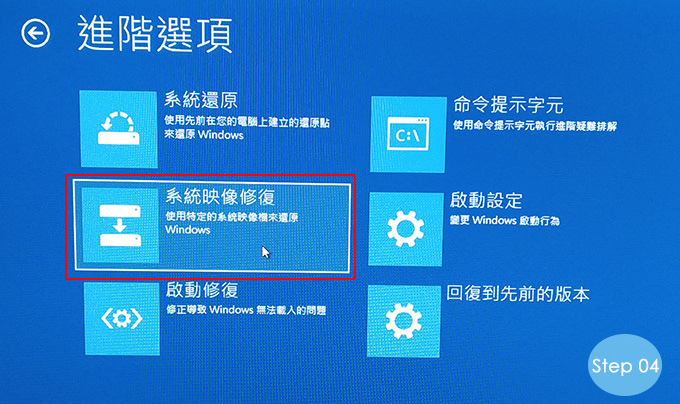 進階選項
系統還原
使用先前在您的電腦上建立的還原點
來還原 Windows
命令提示字元
使用命令提示字元執行進階疑難排解
C:\
系統映像修復
使用特定的系統映像檔來還原
Windows
啟動設定
變更 Windows 啟動行為
啟動修復
修正導致 Windows 無法載入的問題
回復到先前的版本
Step 04